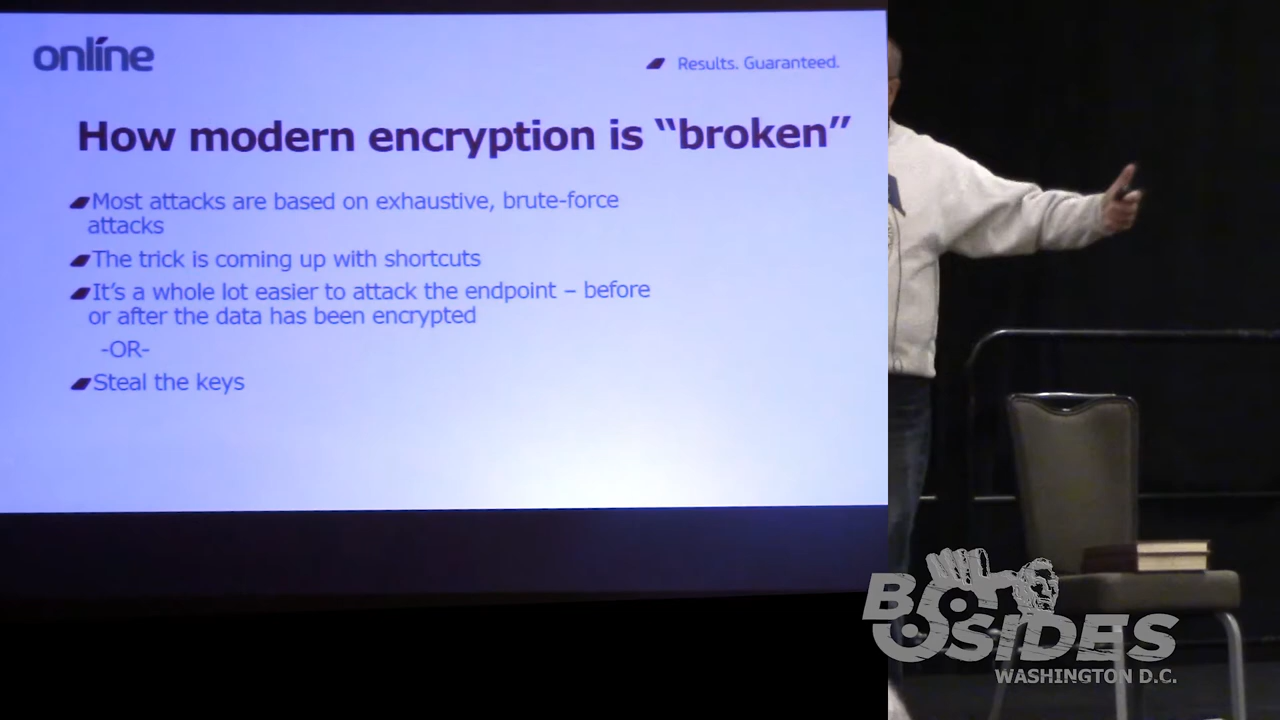 online
Results. Guaranteed.
How modern encryption is “broken”
Most attacks are based on exhaustive, brute-force
attacks
The trick is coming up with shortcuts
It’s a whole lot easier to attack the endpoint – before
or after the data has been encrypted
-OR-
Steal the keys
BSIDES
WASHINGTON D.C.